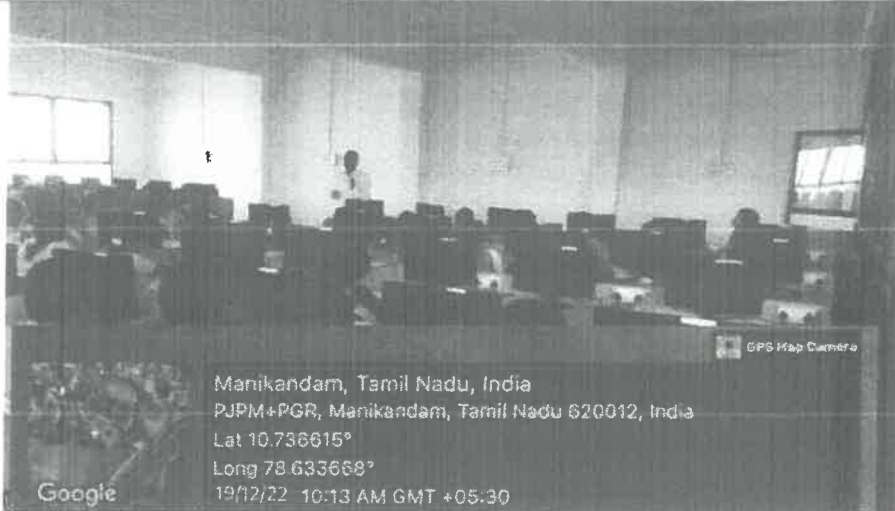 GPS Map Camera
Manikandam, Tamil Nadu, India
PJPM+PGR, Manikandam, Tamil Nadu 620012, India
Lat 10.736615°
Long 78.633668°
19/12/22 10:13 AM GMT +05:30
Google